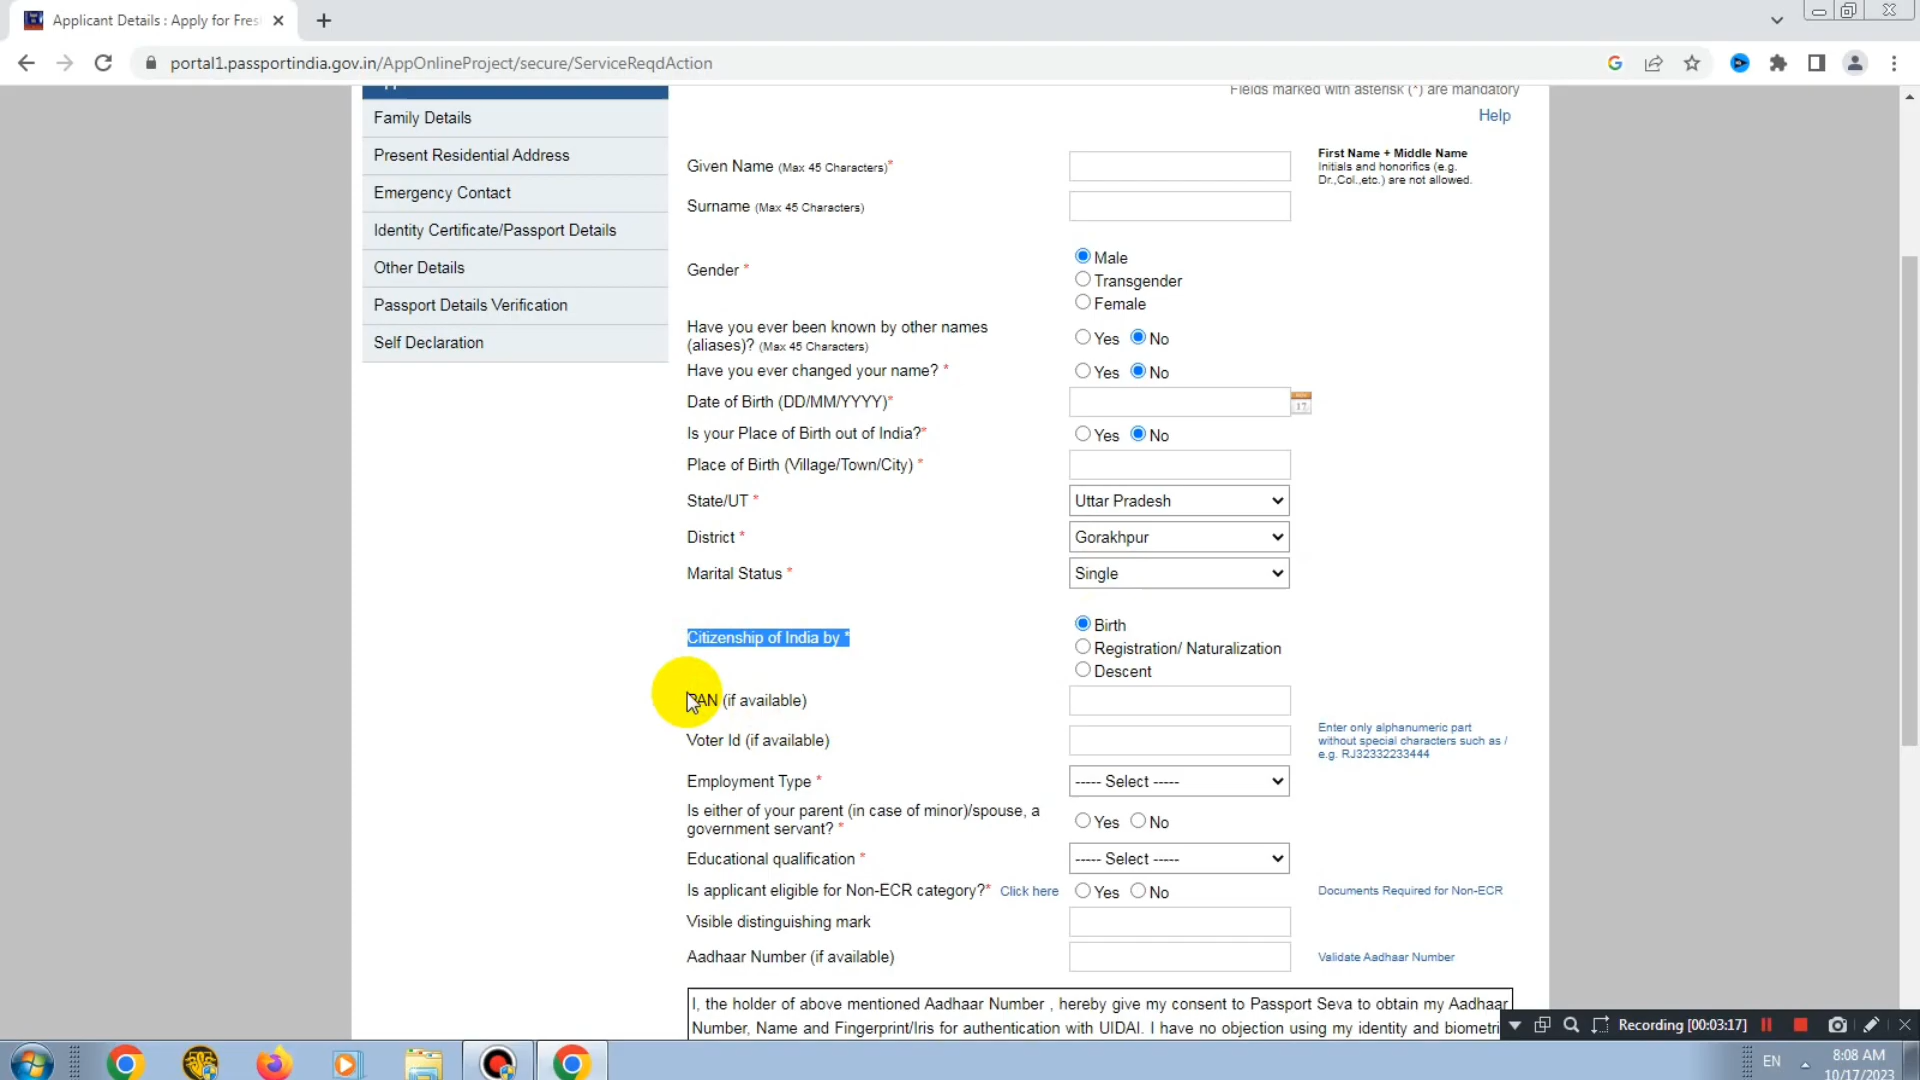 Applicant Details : Apply for Fres
portal1.passportindia.gov.in/AppOnlineProject/secure/ServiceReqdAction
Fields marked with asterisk (*) are mandatory
Help
Family Details
Present Residential Address
Emergency Contact
Identity Certificate/Passport Details
Other Details
Passport Details Verification
Self Declaration
Given Name (Max 45 Characters)*
First Name + Middle Name
Initials and honorifics (e.g.
Dr.,Col.,etc.) are not allowed.
Surname (Max 45 Characters)
Gender *
Male
Transgender
Female
Have you ever been known by other names
(aliases)? (Max 45 Characters)
Yes No
Have you ever changed your name? *
Yes No
Date of Birth (DD/MM/YYYY)*
17
Is your Place of Birth out of India?*
Yes No
Place of Birth (Village/Town/City) *
State/UT *
Uttar Pradesh
District *
Gorakhpur
Marital Status *
Single
Citizenship of India by *
Birth
Registration/ Naturalization
Descent
PAN (if available)
Voter Id (if available)
Enter only alphanumeric part
without special characters such as /
e.g. RJ32332233444
Employment Type *
----- Select -----
Is either of your parent (in case of minor)/spouse, a
government servant? *
Yes No
Educational qualification *
----- Select -----
Is applicant eligible for Non-ECR category?* Click here
Yes No
Documents Required for Non-ECR
Visible distinguishing mark
Aadhaar Number (if available)
Validate Aadhaar Number
I, the holder of above mentioned Aadhaar Number , hereby give my consent to Passport Seva to obtain my Aadhaar
Number, Name and Fingerprint/Iris for authentication with UIDAI. I have no objection using my identity and biometri
Recording [00:03:17]
EN
8:08 AM
10/17/2023